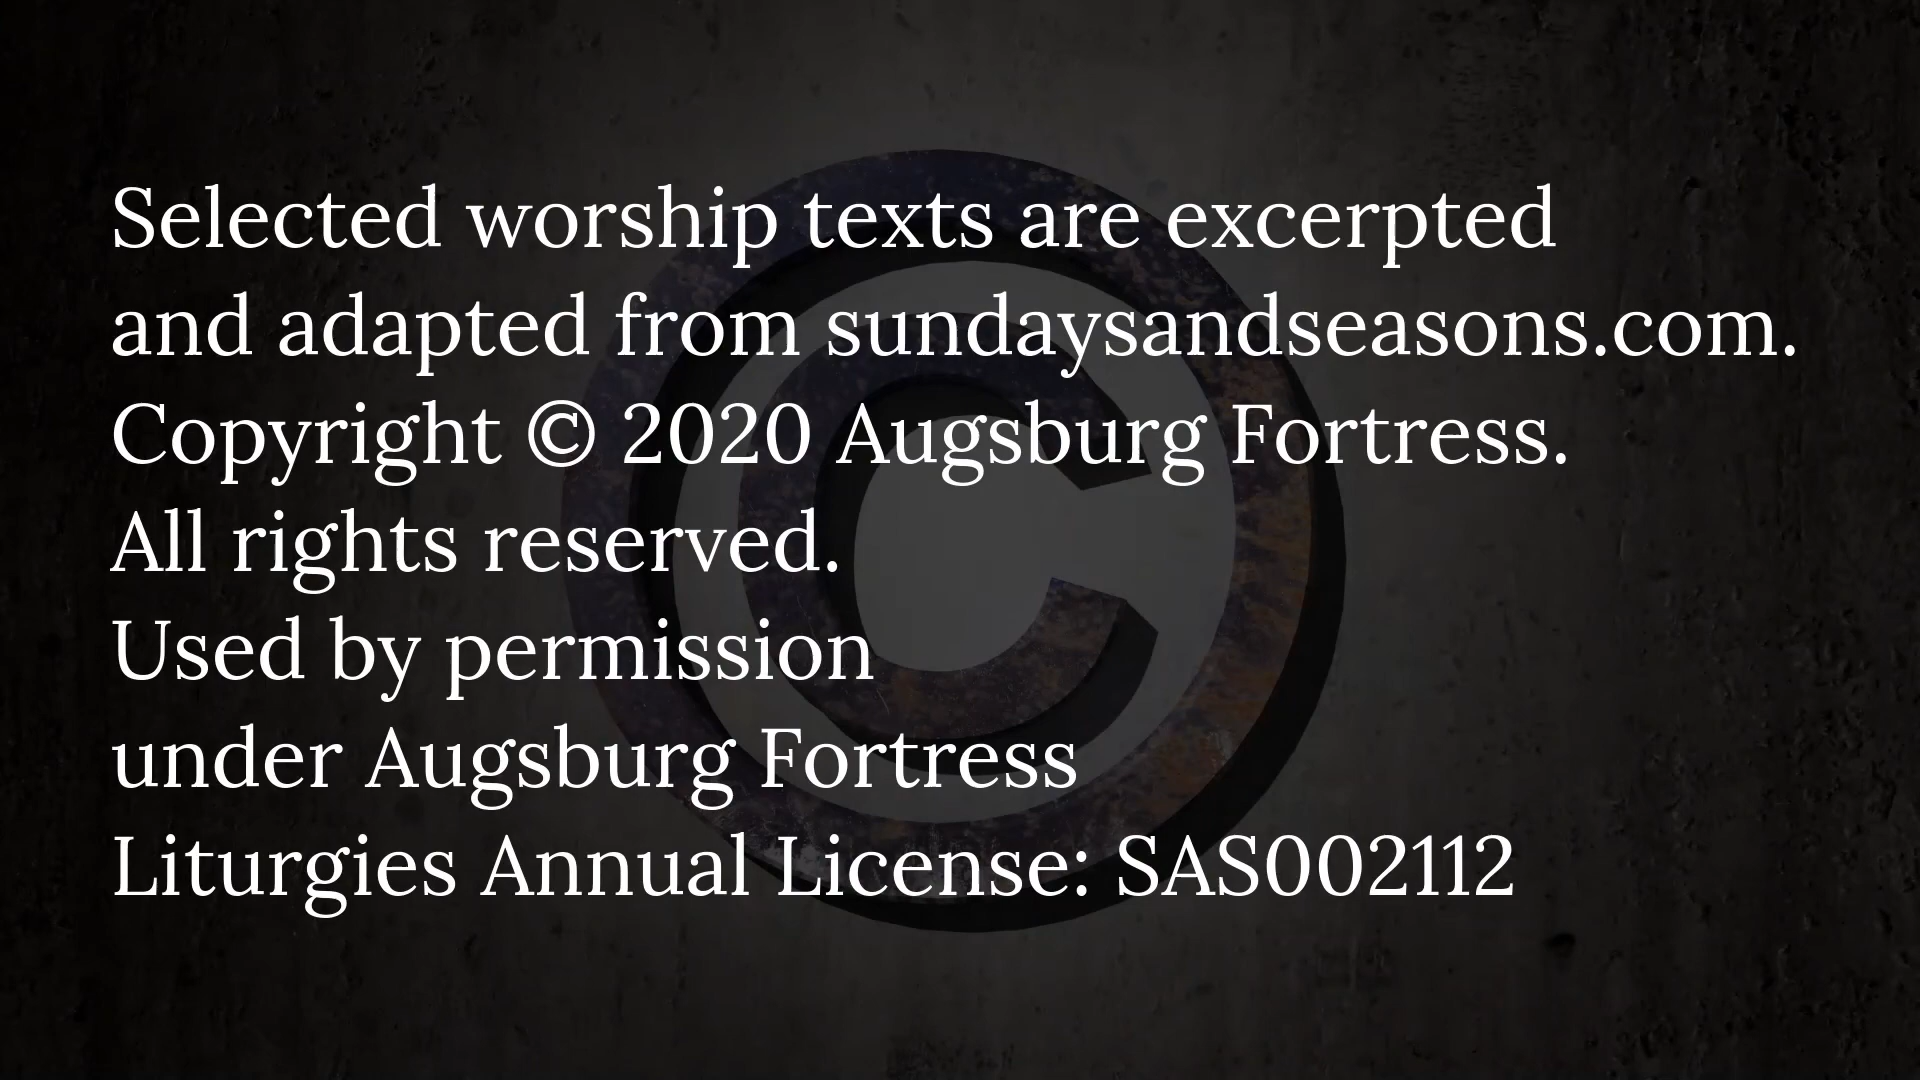 Selected worship texts are excerpted
and adapted from sundaysandseasons.com.
Copyright © 2020 Augsburg Fortress.
All rights reserved.
Used by permission
under Augsburg Fortress
Liturgies Annual License: SAS002112